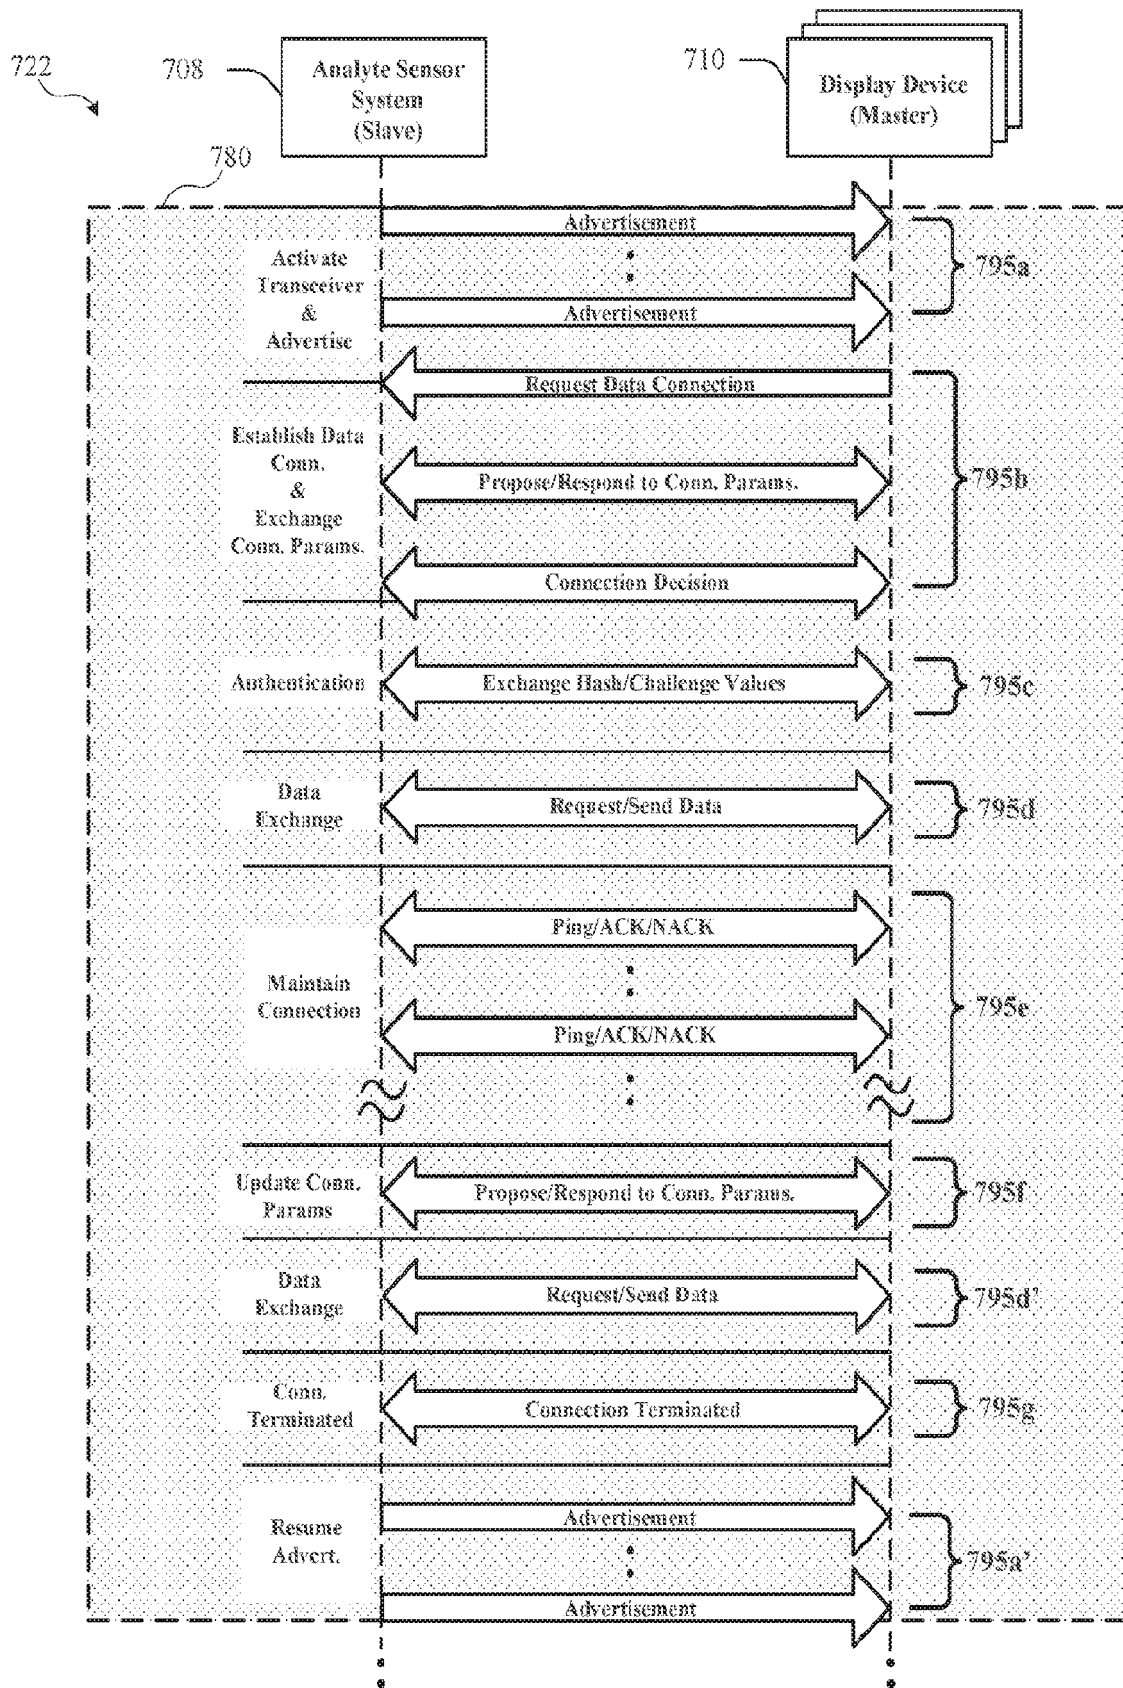 722
708
Analyte Sensor
System
(Slave)
710
Display Device
(Master)
780
Activate
Transceiver
&
Advertise
Advertisement
Advertisement
795a
Establish Data
Conn.
&
Exchange
Conn. Params.
Request Data Connection
Propose/Respond to Conn. Params.
Connection Decision
795b
Authentication
Exchange Hash/Challenge Values
795c
Data
Exchange
Request/Send Data
795d
Maintain
Connection
Ping/ACK/NACK
Ping/ACK/NACK
795e
Update Conn.
Params
Propose/Respond to Conn. Params.
795f
Data
Exchange
Request/Send Data
795d’
Conn.
Terminated
Connection Terminated
795g
Resume
Advert.
Advertisement
Advertisement
795a’